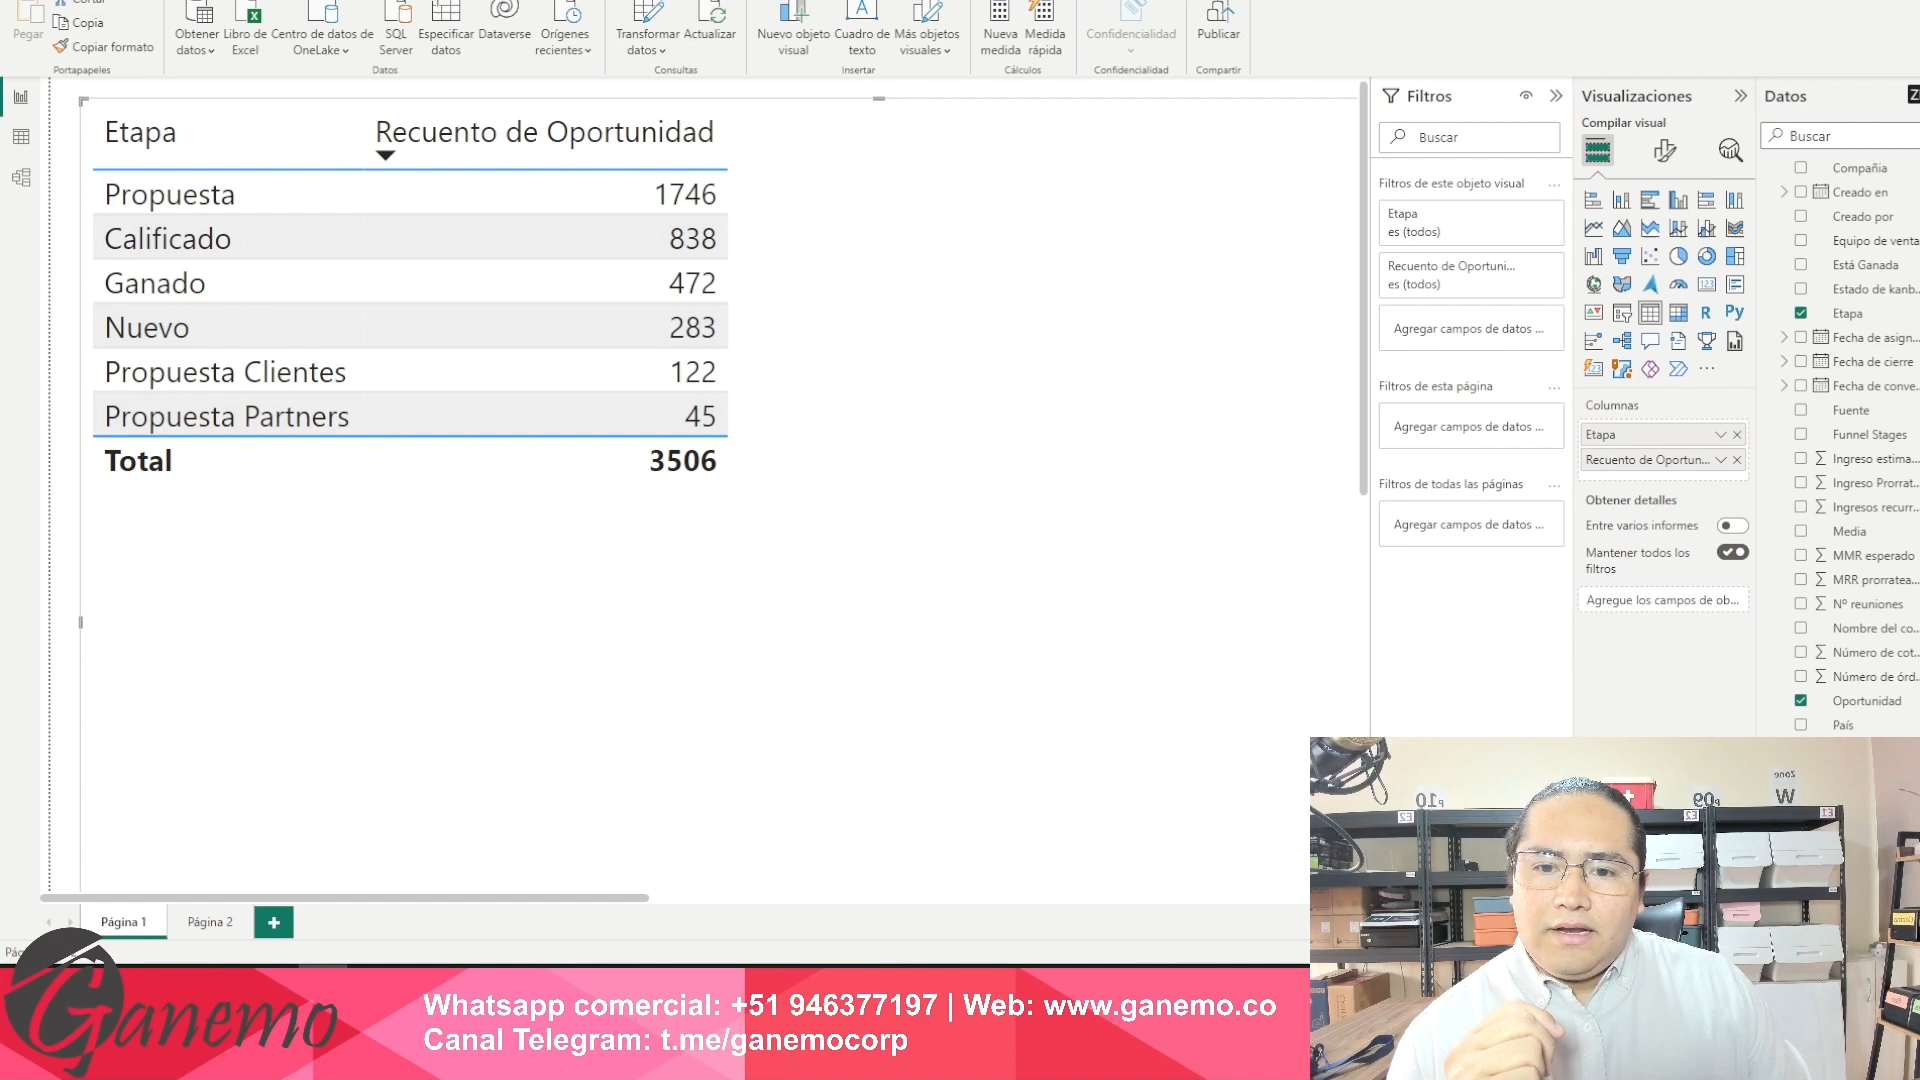 Pegar
Copia
Copiar formato
Portapapeles
Obtener datos
Libro de Excel
Centro de datos de OneLake
SQL Server
Especificar datos
Dataverse
Orígenes recientes
Datos
Transformar datos
Actualizar
Consultas
Nuevo objeto visual
Cuadro de texto
Más objetos visuales
Insertar
Nueva medida
Medida rápida
Cálculos
Confidencialidad
Confidencialidad
Publicar
Compartir
Etapa Recuento de Oportunidad
Propuesta 1746
Calificado 838
Ganado 472
Nuevo 283
Propuesta Clientes 122
Propuesta Partners 45
Total 3506
Filtros
Buscar
Filtros de este objeto visual ...
Etapa
es (todos)
Recuento de Oportuni...
es (todos)
Agregar campos de datos ...
Filtros de esta página ...
Agregar campos de datos ...
Filtros de todas las páginas ...
Agregar campos de datos ...
Visualizaciones
Compilar visual
R Py
123
...
Columnas
Etapa
Recuento de Oportun...
Obtener detalles
Entre varios informes
Mantener todos los
filtros
Agregue los campos de ob...
Datos
Buscar
Compañia
Creado en
Creado por
Equipo de venta
Está Ganada
Estado de kanb...
Etapa
Fecha de asign...
Fecha de cierre
Fecha de conve...
Fuente
Funnel Stages
Ingreso estima...
Ingreso Prorrat...
Ingresos recurr...
Media
MMR esperado
MRR prorratea...
Nº reuniones
Nombre del co...
Número de cot...
Número de órd...
Oportunidad
País
Página 1
Página 2
+
Ganemo
Whatsapp comercial: +51 946377197 | Web: www.ganemo.co
Canal Telegram: t.me/ganemocorp
P10
P09
Zone
W
E2
E2
E1